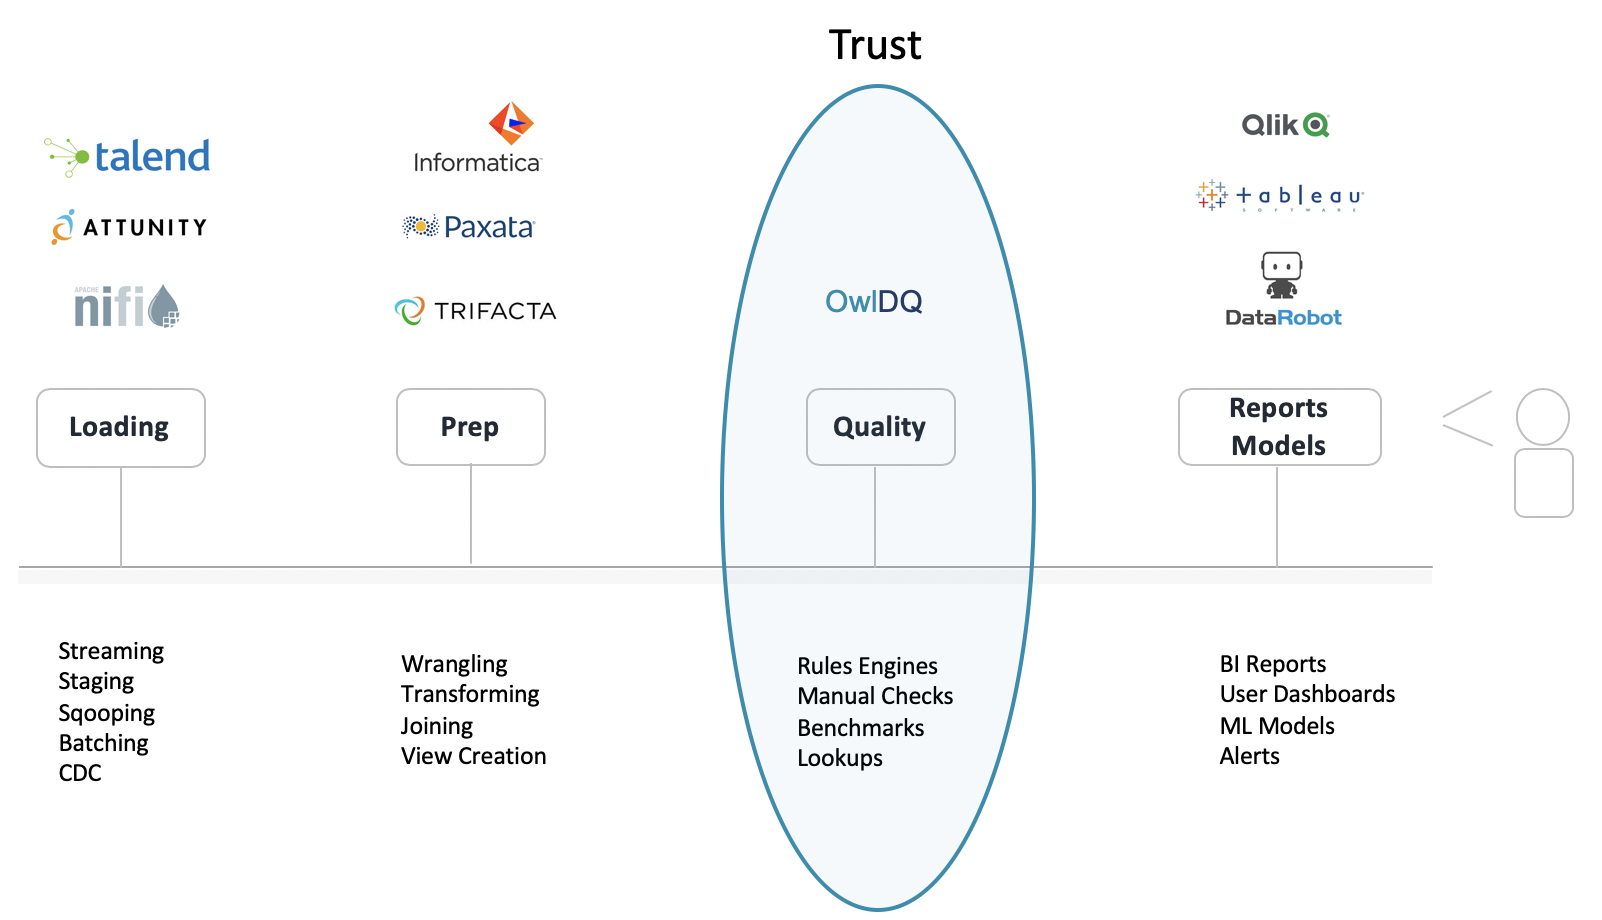 Trust
talend
ATTUNITY
APACHE
nifi
Informatica
Paxata
TRIFACTA
OwlDQ
Qlik
+ableau
SOFTWARE
DataRobot
Loading
Prep
Quality
Reports
Models
Streaming
Staging
Sqooping
Batching
CDC
Wrangling
Transforming
Joining
View Creation
Rules Engines
Manual Checks
Benchmarks
Lookups
BI Reports
User Dashboards
ML Models
Alerts